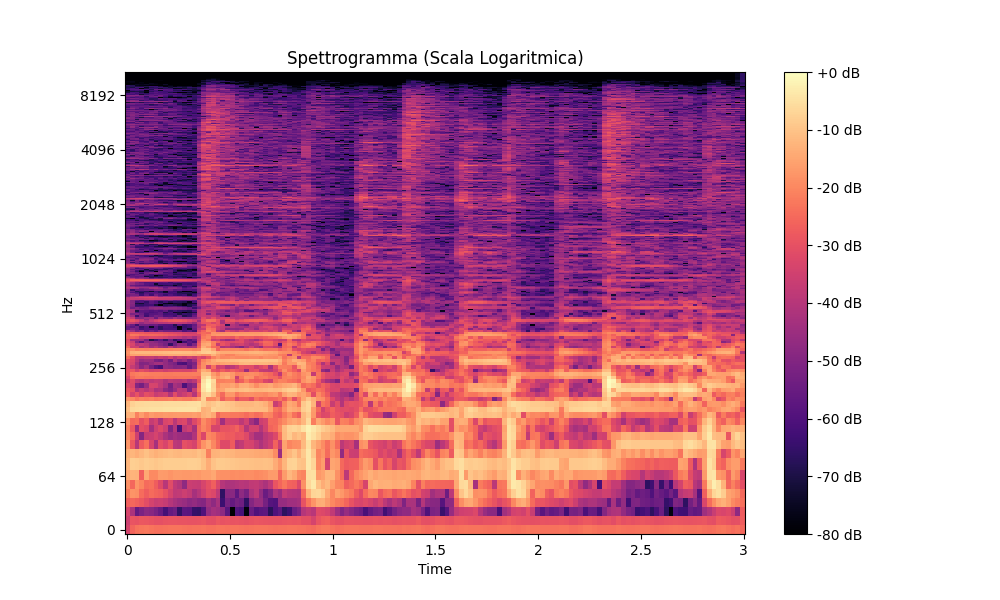 Spettrogramma (Scala Logaritmica)
Hz
8192
4096
2048
1024
512
256
128
64
0
0 0.5 1 1.5 2 2.5 3
Time
+0 dB
-10 dB
-20 dB
-30 dB
-40 dB
-50 dB
-60 dB
-70 dB
-80 dB